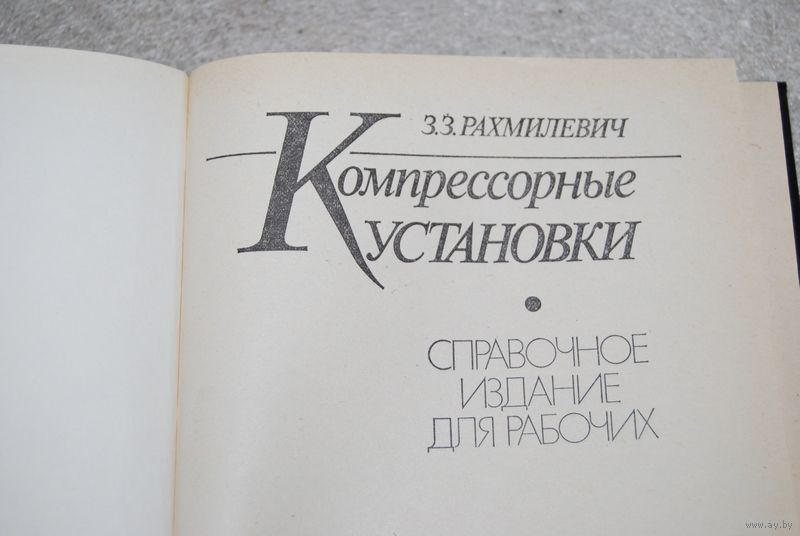 З.З. РАХМИЛЕВИЧ
Компрессорные
УСТАНОВКИ
СПРАВОЧНОЕ
ИЗДАНИЕ
ДЛЯ РАБОЧИХ
www.ay.by